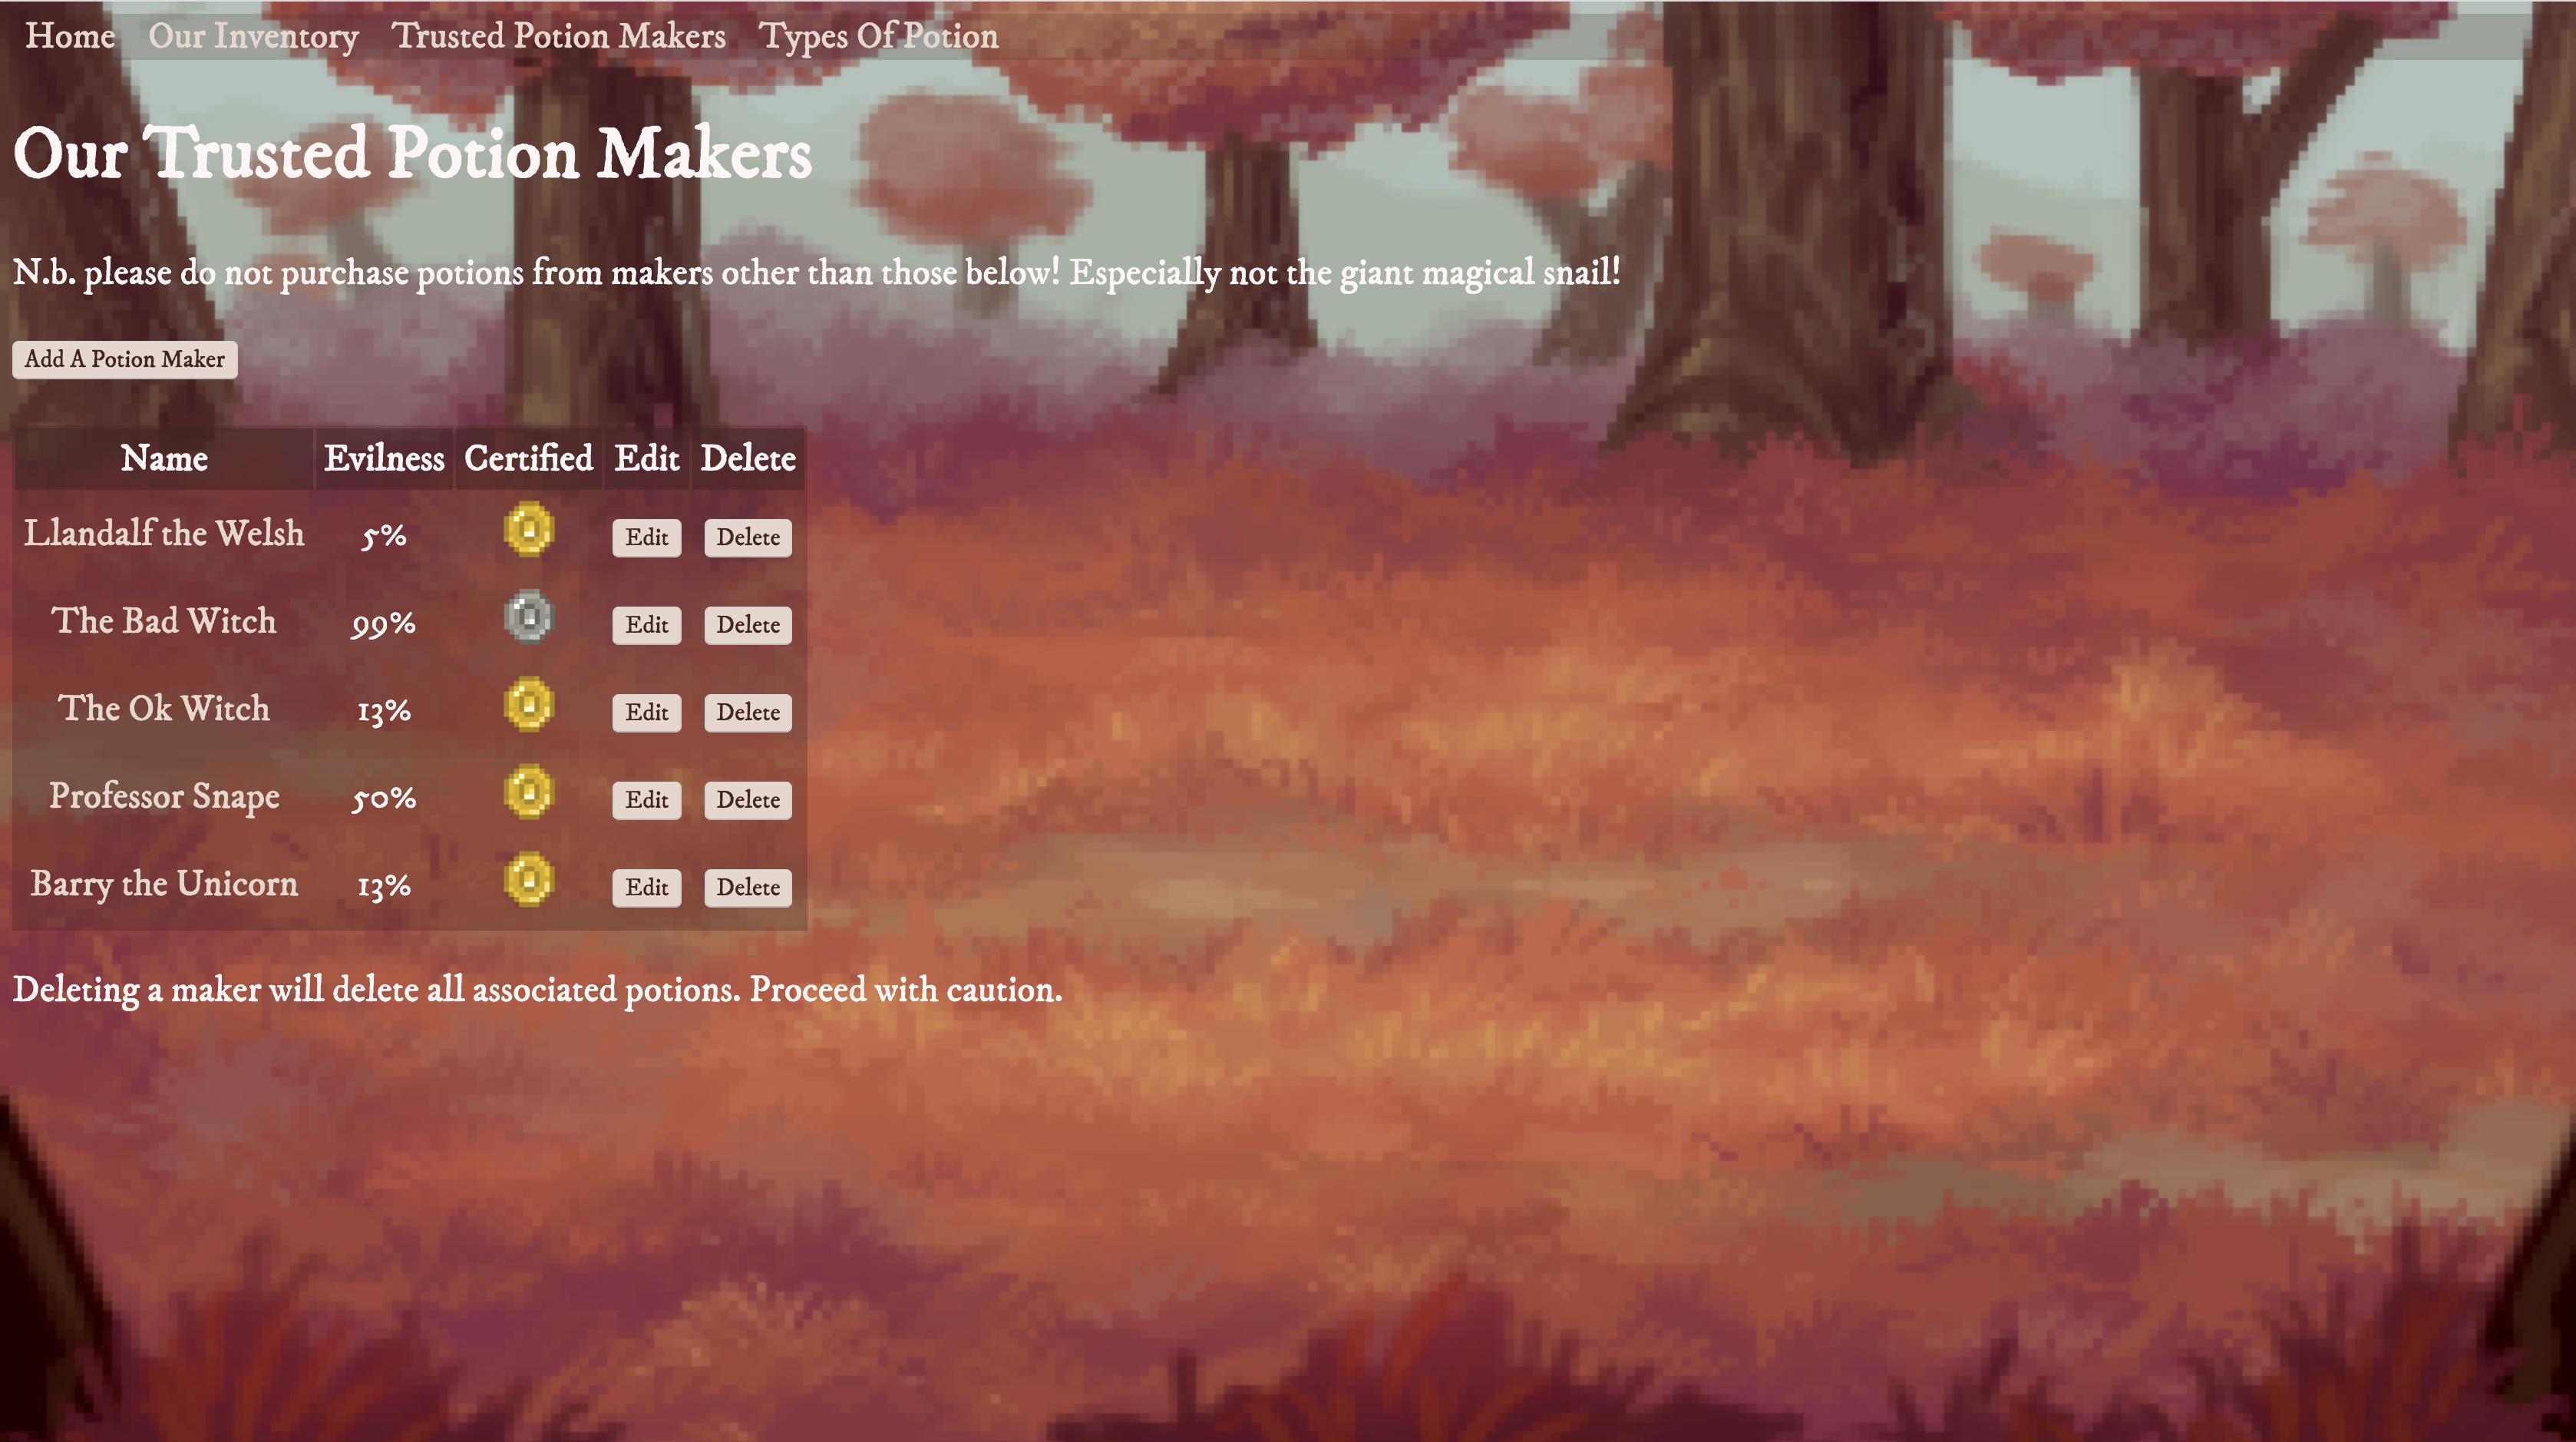 Home Our Inventory Trusted Potion Makers Types Of Potion
Our Trusted Potion Makers
N.b. please do not purchase potions from makers other than those below! Especially not the giant magical snail!
Add A Potion Maker
Name Evilness Certified Edit Delete
Llandalf the Welsh 5% Edit Delete
The Bad Witch 99% Edit Delete
The Ok Witch 13% Edit Delete
Professor Snape 50% Edit Delete
Barry the Unicorn 13% Edit Delete
Deleting a maker will delete all associated potions. Proceed with caution.